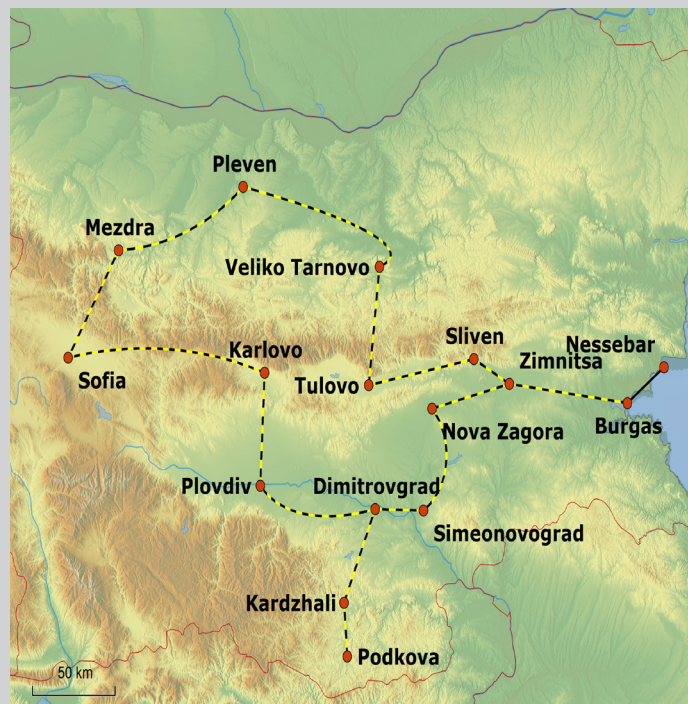 Pleven
Mezdra
Veliko Tarnovo
Sliven
Nessebar
Karlovo
Zimnitsa
Sofia
Tulovo
Burgas
Nova Zagora
Plovdiv
Dimitrovgrad
Simeonovograd
Kardzhali
Podkova
50 km